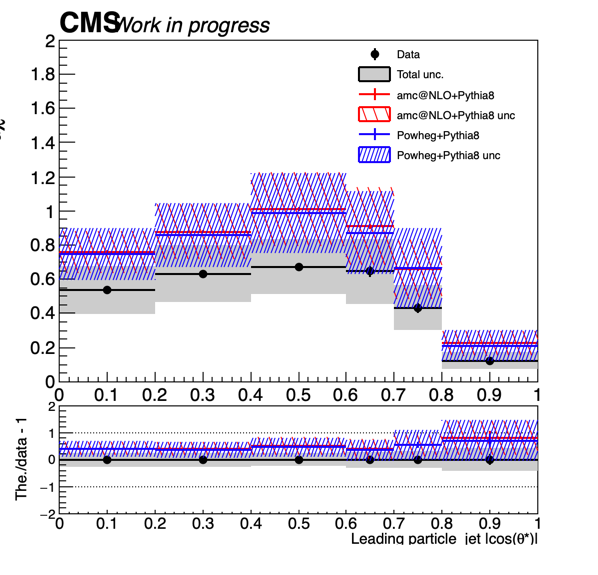 CMS Work in progress
2
1.8
1.6
1.4
1.2
1
0.8
0.6
0.4
0.2
0
Data
Total unc.
amc@NLO+Pythia8
amc@NLO+Pythia8 unc
Powheg+Pythia8
Powheg+Pythia8 unc
0 0.1 0.2 0.3 0.4 0.5 0.6 0.7 0.8 0.9 1
The./data - 1
2
1
0
−1
−2
0 0.1 0.2 0.3 0.4 0.5 0.6 0.7 0.8 0.9 1
Leading particle jet |cos(θ*)|